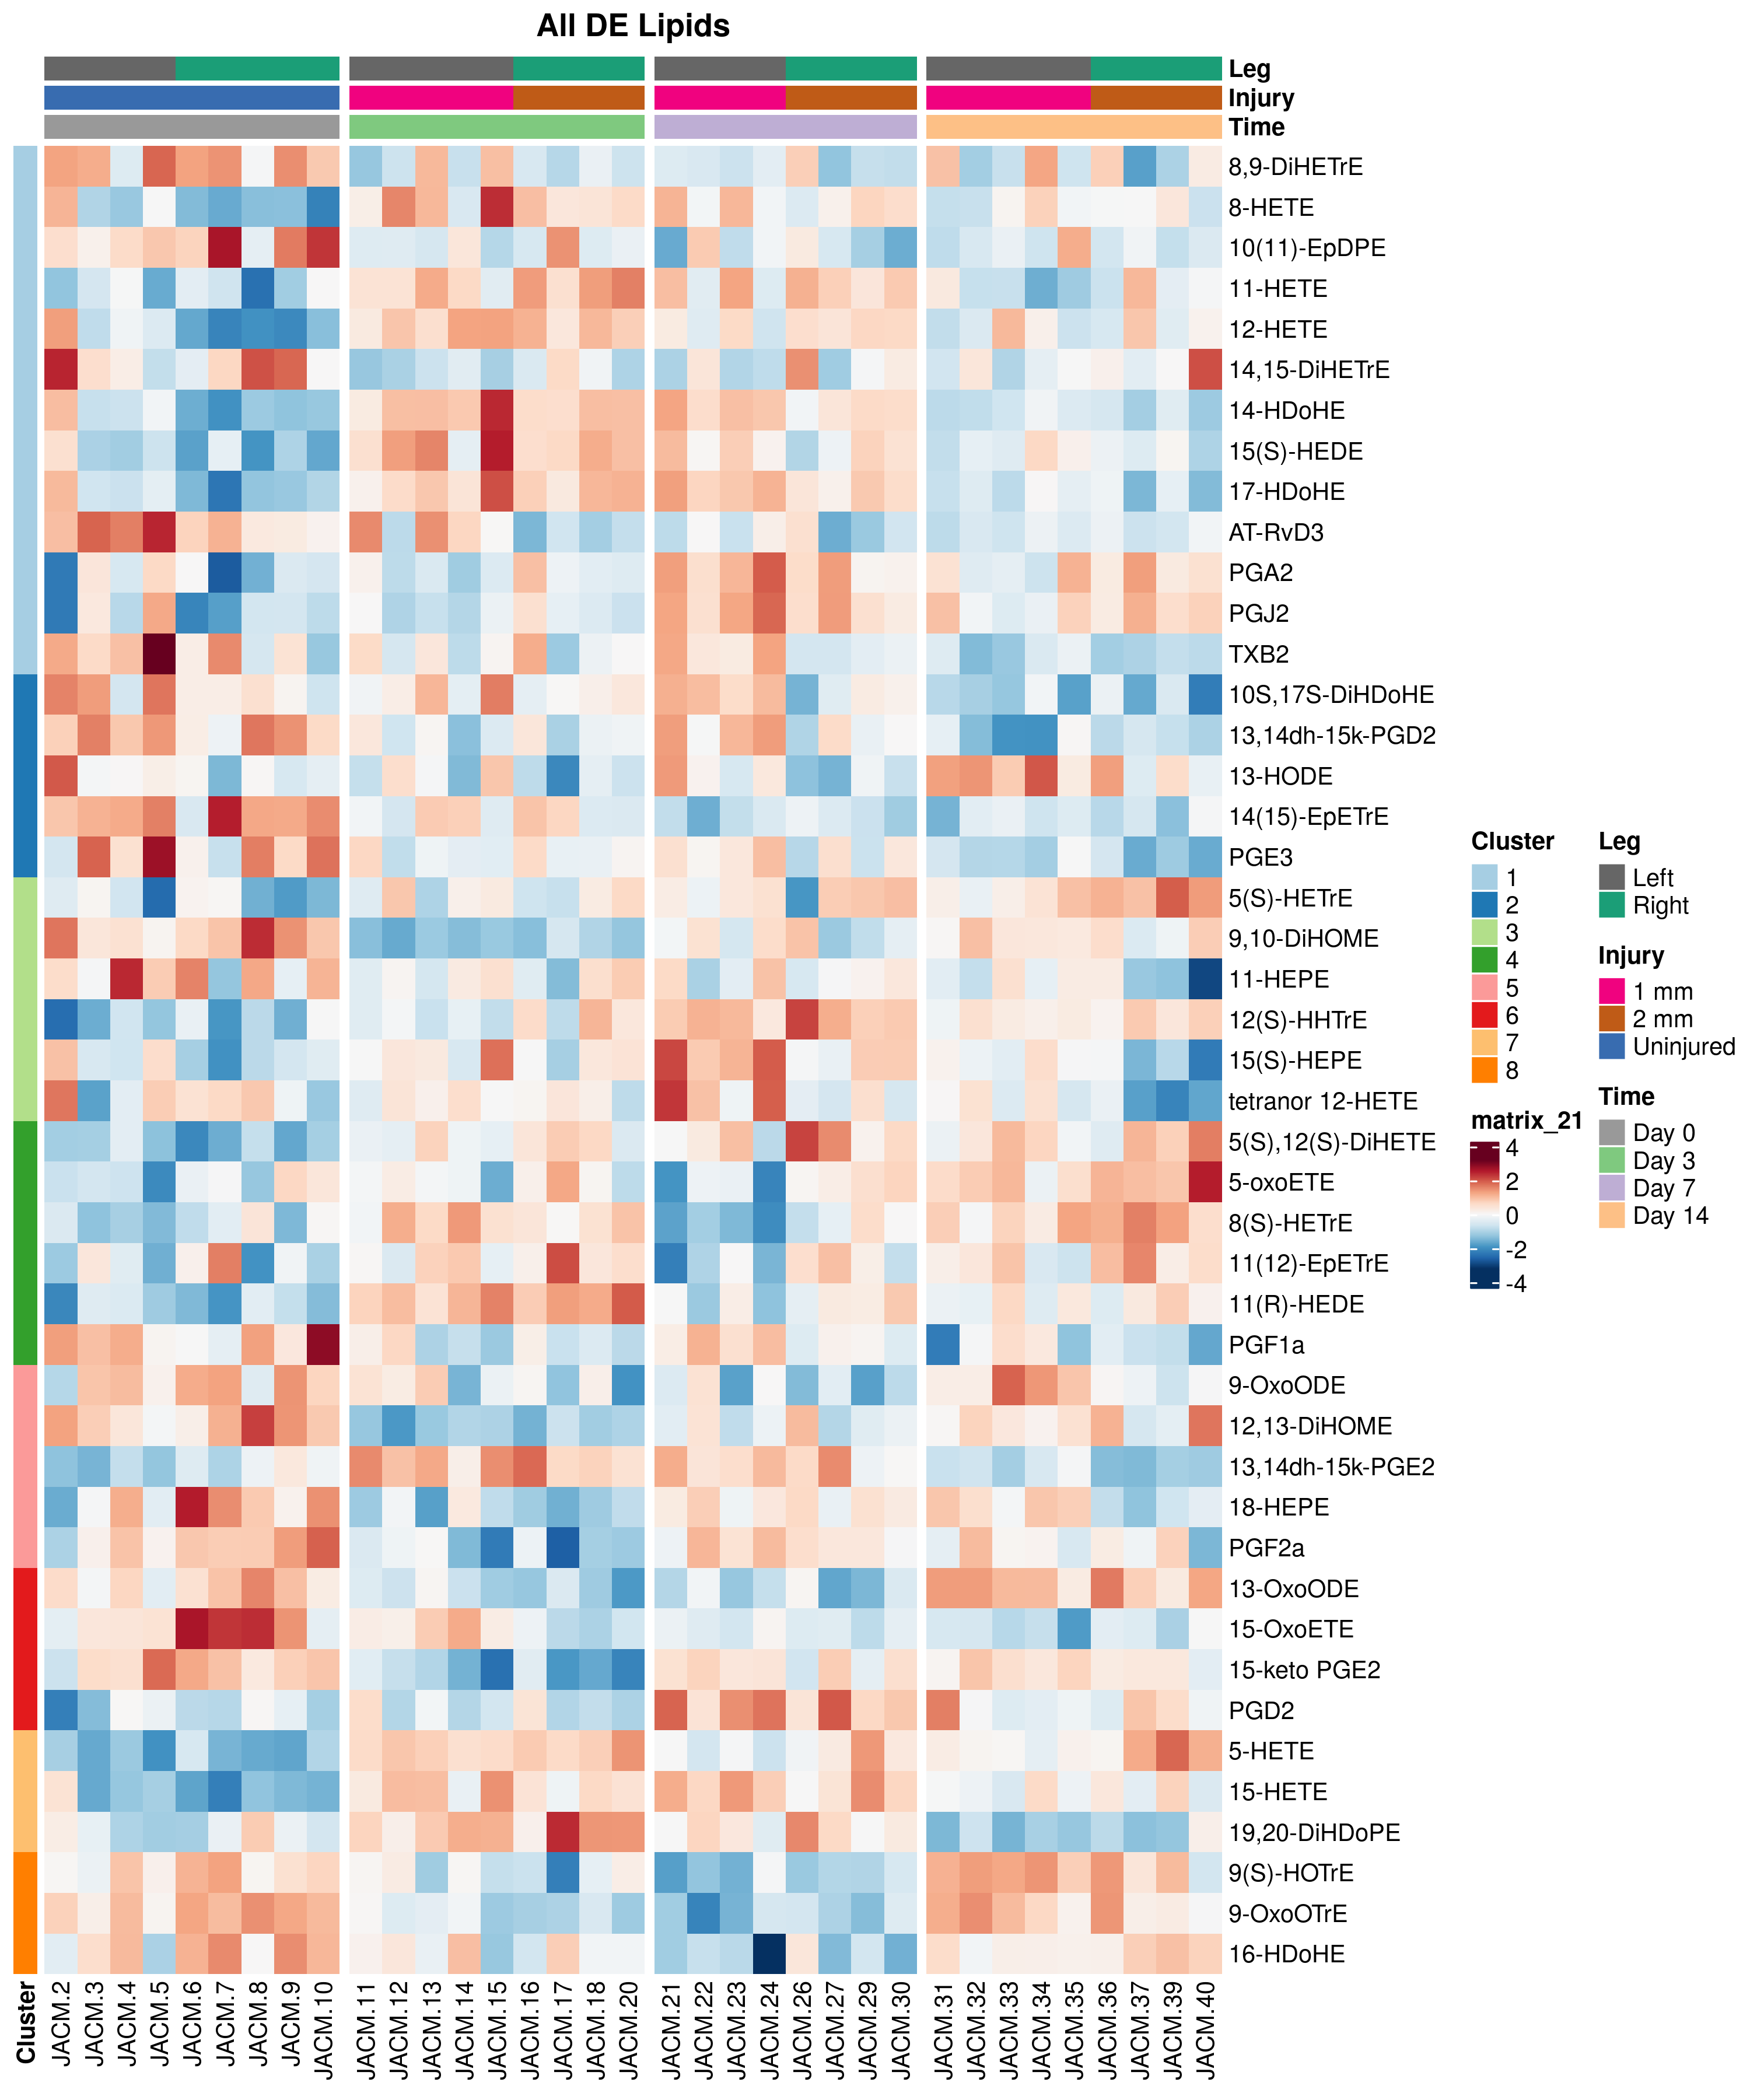 All DE Lipids
Leg
Injury
Time
8,9-DiHETrE
8-HETE
10(11)-EpDPE
11-HETE
12-HETE
14,15-DiHETrE
14-HDoHE
15(S)-HEDE
17-HDoHE
AT-RvD3
PGA2
PGJ2
TXB2
10S,17S-DiHDoHE
13,14dh-15k-PGD2
13-HODE
14(15)-EpETrE
PGE3
5(S)-HETrE
9,10-DiHOME
11-HEPE
12(S)-HHTrE
15(S)-HEPE
tetranor 12-HETE
5(S),12(S)-DiHETE
5-oxoETE
8(S)-HETrE
11(12)-EpETrE
11(R)-HEDE
PGF1a
9-OxoODE
12,13-DiHOME
13,14dh-15k-PGE2
18-HEPE
PGF2a
13-OxoODE
15-OxoETE
15-keto PGE2
PGD2
5-HETE
15-HETE
19,20-DiHDoPE
9(S)-HOTrE
9-OxoOTrE
16-HDoHE
Cluster
JACM.2
JACM.3
JACM.4
JACM.5
JACM.6
JACM.7
JACM.8
JACM.9
JACM.10
JACM.11
JACM.12
JACM.13
JACM.14
JACM.15
JACM.16
JACM.17
JACM.18
JACM.20
JACM.21
JACM.22
JACM.23
JACM.24
JACM.26
JACM.27
JACM.29
JACM.30
JACM.31
JACM.32
JACM.33
JACM.34
JACM.35
JACM.36
JACM.37
JACM.39
JACM.40
Cluster
1
2
3
4
5
6
7
8
matrix_21
4
2
0
-2
-4
Leg
Left
Right
Injury
1 mm
2 mm
Uninjured
Time
Day 0
Day 3
Day 7
Day 14